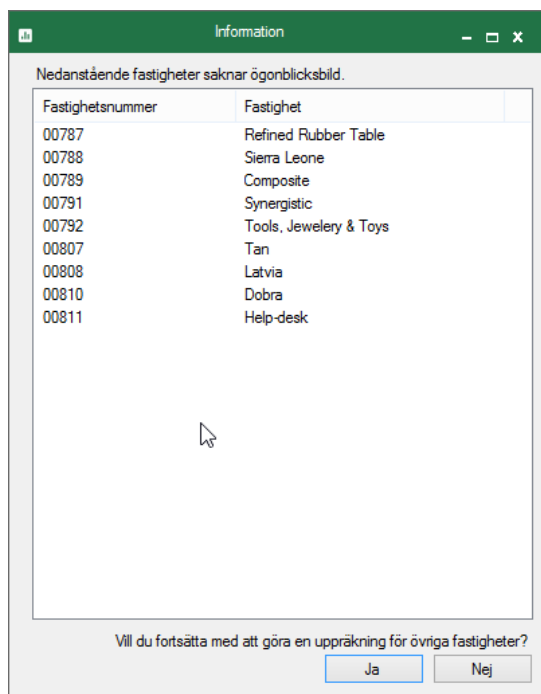 Information
Nedanstående fastigheter saknar ögonblicksbild.
Fastighetsnummer Fastighet
00787 Refined Rubber Table
00788 Sierra Leone
00789 Composite
00791 Synergistic
00792 Tools, Jewelery & Toys
00807 Tan
00808 Latvia
00810 Dobra
00811 Help-desk
Vill du fortsätta med att göra en uppräkning för övriga fastigheter?
Ja Nej